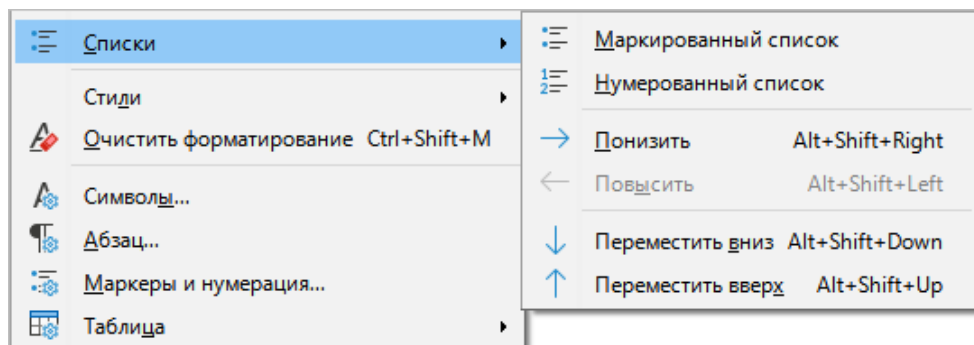 Списки
Стили
Очистить форматирование Ctrl+Shift+M
Символы...
Абзац...
Маркеры и нумерация...
Таблица
Маркированный список
Нумерованный список
Понизить Alt+Shift+Right
Повысить Alt+Shift+Left
Переместить вниз Alt+Shift+Down
Переместить вверх Alt+Shift+Up